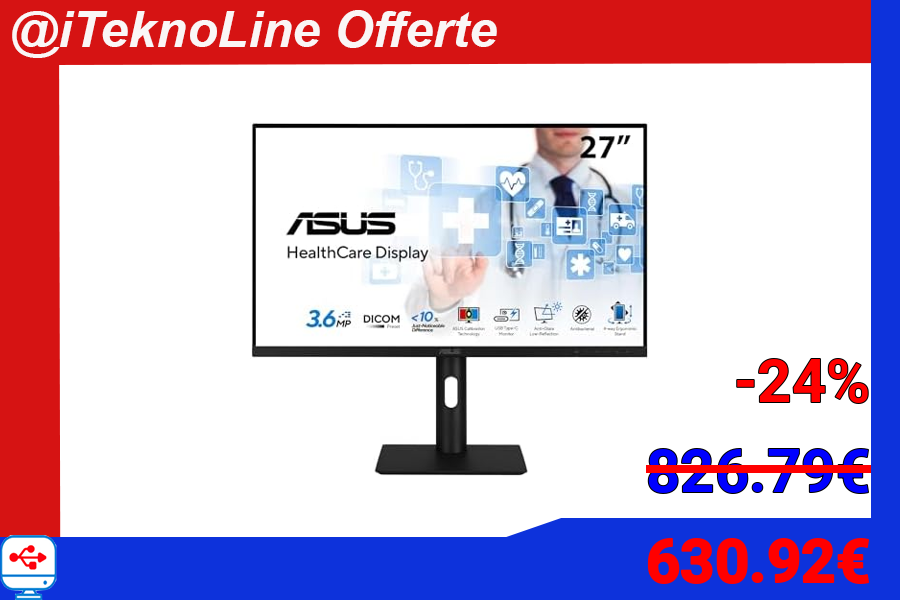 @iTeknoLine Offerte
27”
ASUS
HealthCare Display
3.6 MP
DICOM
Preset
<10%
Just-Noticeable
Difference
ASUS Calibration
Technology
USB Type-C
Monitor
Anti-Glare
Low-Reflection
Antibacterial
4-way Ergonomic
Stand
ASUS
-24%
826.79€
630.92€